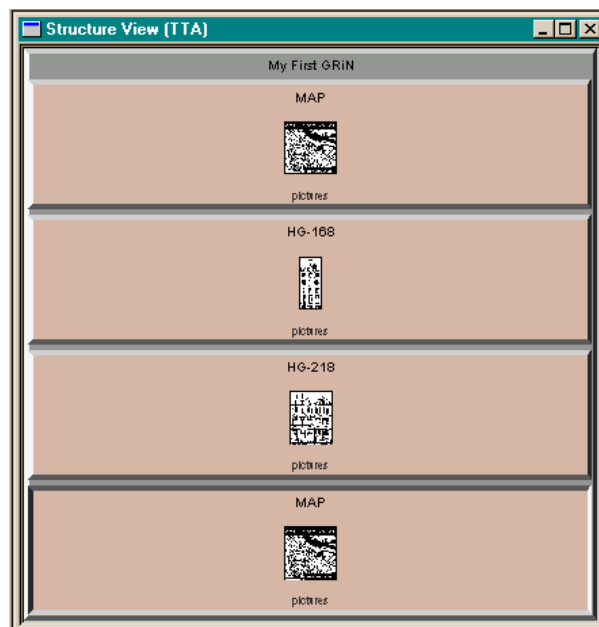 Structure View (TTA)
My First GRiN
MAP
pictures
HG-168
pictures
HG-218
pictures
MAP
pictures